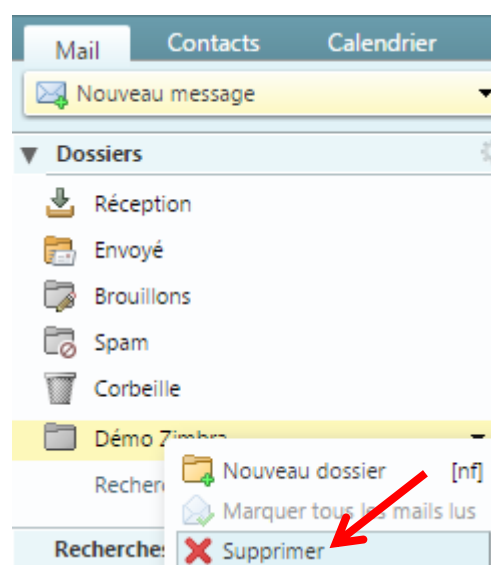 Mail Contacts Calendrier
Nouveau message
Dossiers
Réception
Envoyé
Brouillons
Spam
Corbeille
Démo Zimbra
Nouveau dossier [nf]
Marquer tous les mails lus
Supprimer